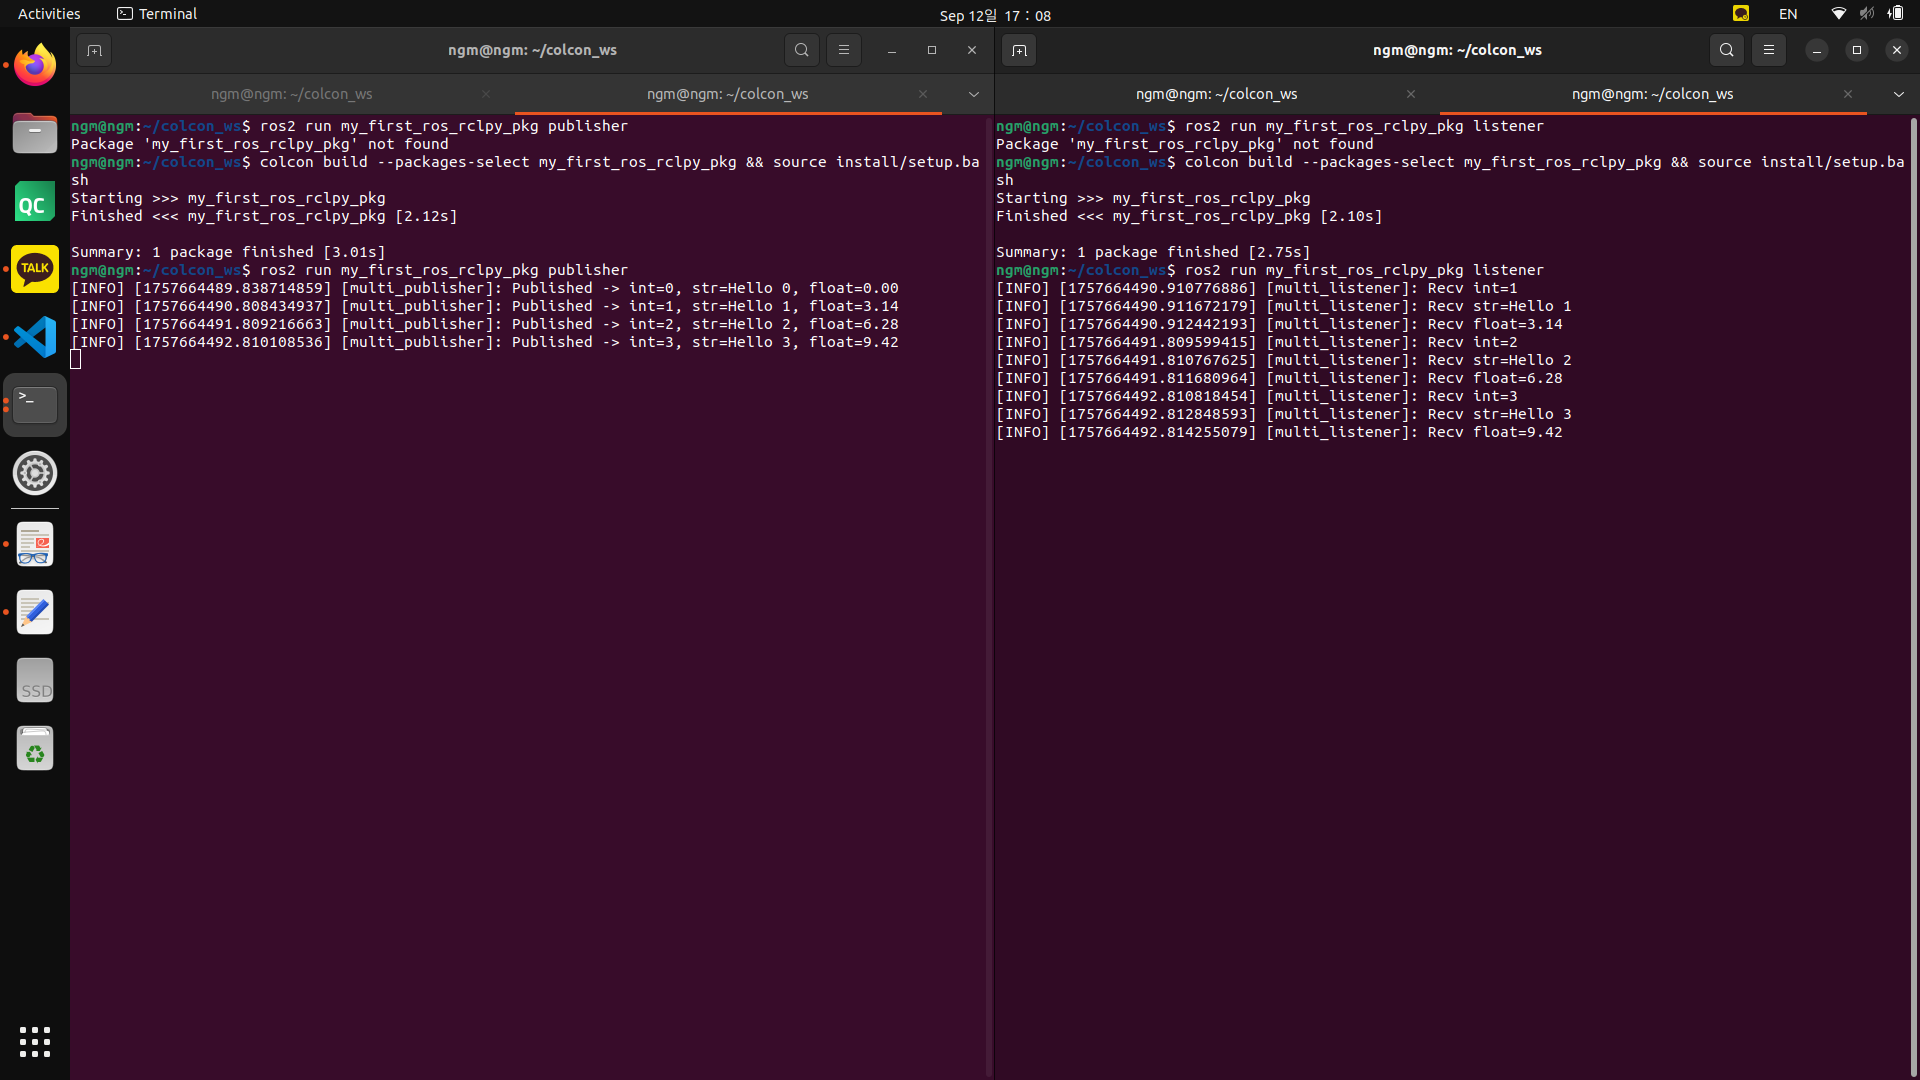 Activities
Terminal
Sep 12일 17 : 08
EN
ngm@ngm: ~/colcon_ws
ngm@ngm: ~/colcon_ws
ngm@ngm: ~/colcon_ws
ngm@ngm:~/colcon_ws$ ros2 run my_first_ros_rclpy_pkg publisher
Package 'my_first_ros_rclpy_pkg' not found
ngm@ngm:~/colcon_ws$ colcon build --packages-select my_first_ros_rclpy_pkg && source install/setup.ba
sh
Starting >>> my_first_ros_rclpy_pkg
Finished <<< my_first_ros_rclpy_pkg [2.12s]
Summary: 1 package finished [3.01s]
ngm@ngm:~/colcon_ws$ ros2 run my_first_ros_rclpy_pkg publisher
[INFO] [1757664489.838714859] [multi_publisher]: Published -> int=0, str=Hello 0, float=0.00
[INFO] [1757664490.808434937] [multi_publisher]: Published -> int=1, str=Hello 1, float=3.14
[INFO] [1757664491.809216663] [multi_publisher]: Published -> int=2, str=Hello 2, float=6.28
[INFO] [1757664492.810108536] [multi_publisher]: Published -> int=3, str=Hello 3, float=9.42
ngm@ngm: ~/colcon_ws
ngm@ngm: ~/colcon_ws
ngm@ngm: ~/colcon_ws
ngm@ngm:~/colcon_ws$ ros2 run my_first_ros_rclpy_pkg listener
Package 'my_first_ros_rclpy_pkg' not found
ngm@ngm:~/colcon_ws$ colcon build --packages-select my_first_ros_rclpy_pkg && source install/setup.ba
sh
Starting >>> my_first_ros_rclpy_pkg
Finished <<< my_first_ros_rclpy_pkg [2.10s]
Summary: 1 package finished [2.75s]
ngm@ngm:~/colcon_ws$ ros2 run my_first_ros_rclpy_pkg listener
[INFO] [1757664490.910776886] [multi_listener]: Recv int=1
[INFO] [1757664490.911672179] [multi_listener]: Recv str=Hello 1
[INFO] [1757664490.912442193] [multi_listener]: Recv float=3.14
[INFO] [1757664491.809599415] [multi_listener]: Recv int=2
[INFO] [1757664491.810767625] [multi_listener]: Recv str=Hello 2
[INFO] [1757664491.811680964] [multi_listener]: Recv float=6.28
[INFO] [1757664492.810818454] [multi_listener]: Recv int=3
[INFO] [1757664492.812848593] [multi_listener]: Recv str=Hello 3
[INFO] [1757664492.814255079] [multi_listener]: Recv float=9.42
QC
TALK
>_
SSD